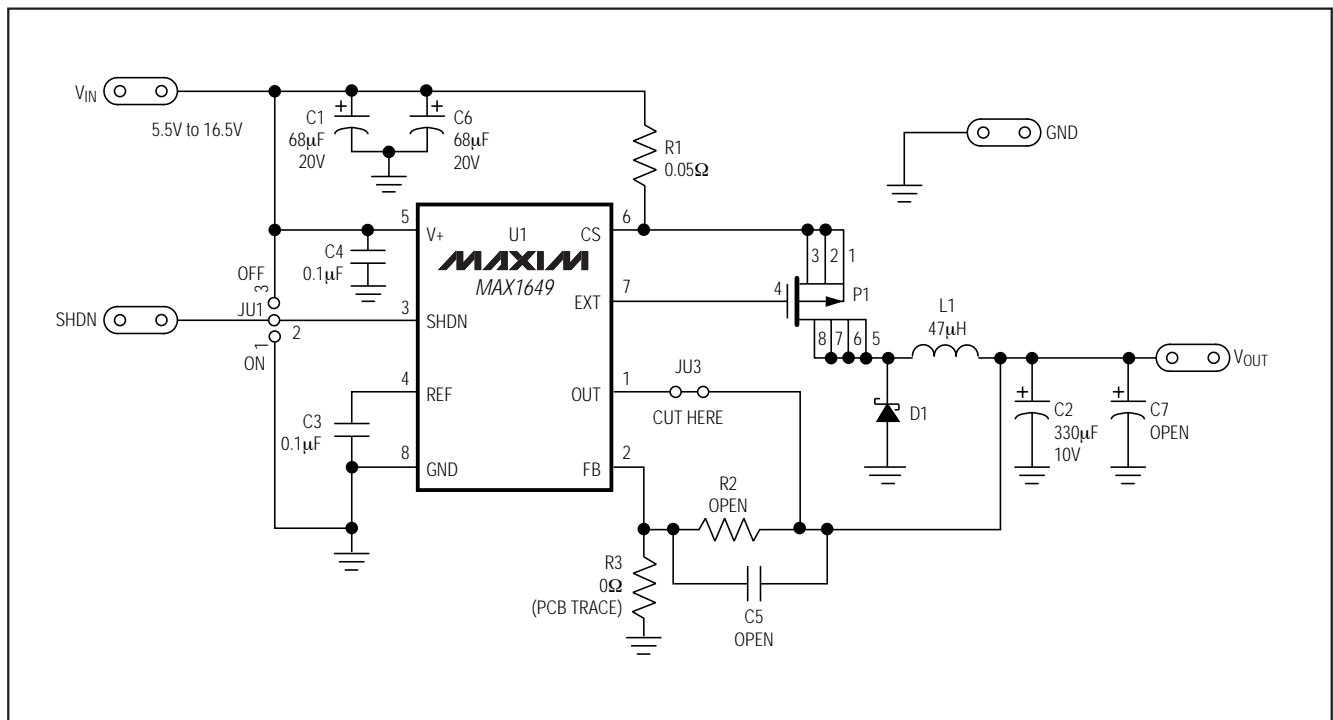 VIN
5.5V to 16.5V
C1
68μF
20V
C6
68μF
20V
R1
0.05Ω
GND
5
V+
U1
CS
6
MAXIM
MAX1649
C4
0.1μF
3
2
1
4
P1
7
EXT
OFF
3
JU1
2
1
ON
SHDN
3
SHDN
8
7
6
5
L1
47μH
VOUT
4
REF
OUT
1
JU3
CUT HERE
D1
C2
330μF
10V
C7
OPEN
C3
0.1μF
8
GND
FB
2
R2
OPEN
R3
0Ω
(PCB TRACE)
C5
OPEN